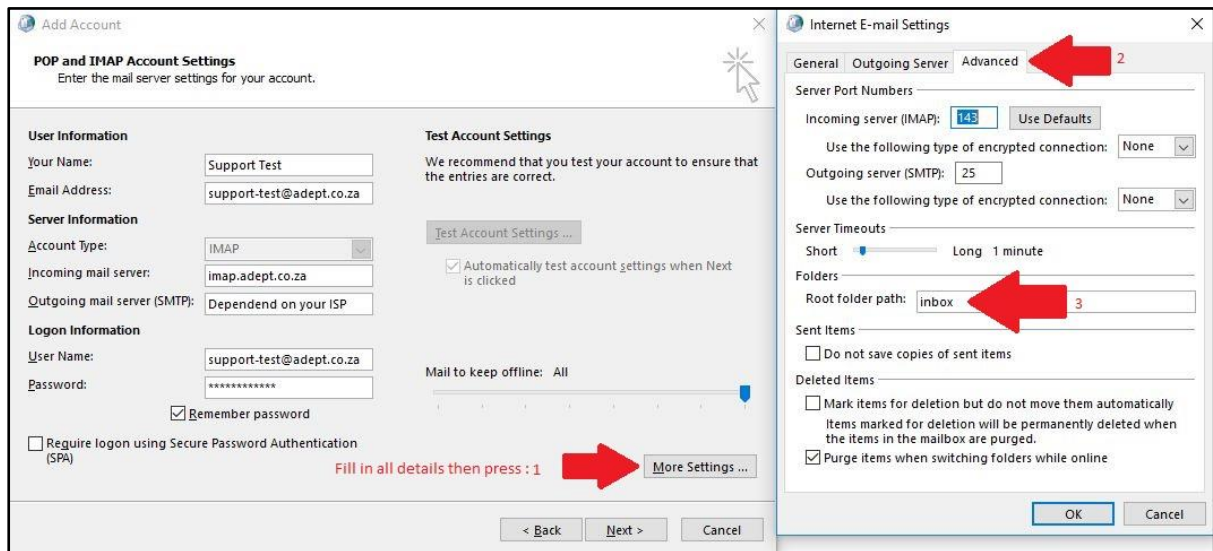 Add Account
POP and IMAP Account Settings
Enter the mail server settings for your account.
User Information
Your Name:
Support Test
Email Address:
support-test@adept.co.za
Server Information
Account Type:
IMAP
Incoming mail server:
imap.adept.co.za
Outgoing mail server (SMTP):
Dependend on your ISP
Logon Information
User Name:
support-test@adept.co.za
Password:
************
Remember password
Require logon using Secure Password Authentication
(SPA)
Test Account Settings
We recommend that you test your account to ensure that
the entries are correct.
Test Account Settings ...
Automatically test account settings when Next
is clicked
Mail to keep offline: All
Fill in all details then press : 1
More Settings ...
< Back
Next >
Cancel
Internet E-mail Settings
General
Outgoing Server
Advanced
2
Server Port Numbers
Incoming server (IMAP): 143
Use Defaults
Use the following type of encrypted connection: None
Outgoing server (SMTP): 25
Use the following type of encrypted connection: None
Server Timeouts
Short
Long 1 minute
Folders
Root folder path: inbox
3
Sent Items
Do not save copies of sent items
Deleted Items
Mark items for deletion but do not move them automatically
Items marked for deletion will be permanently deleted when
the items in the mailbox are purged.
Purge items when switching folders while online
OK
Cancel